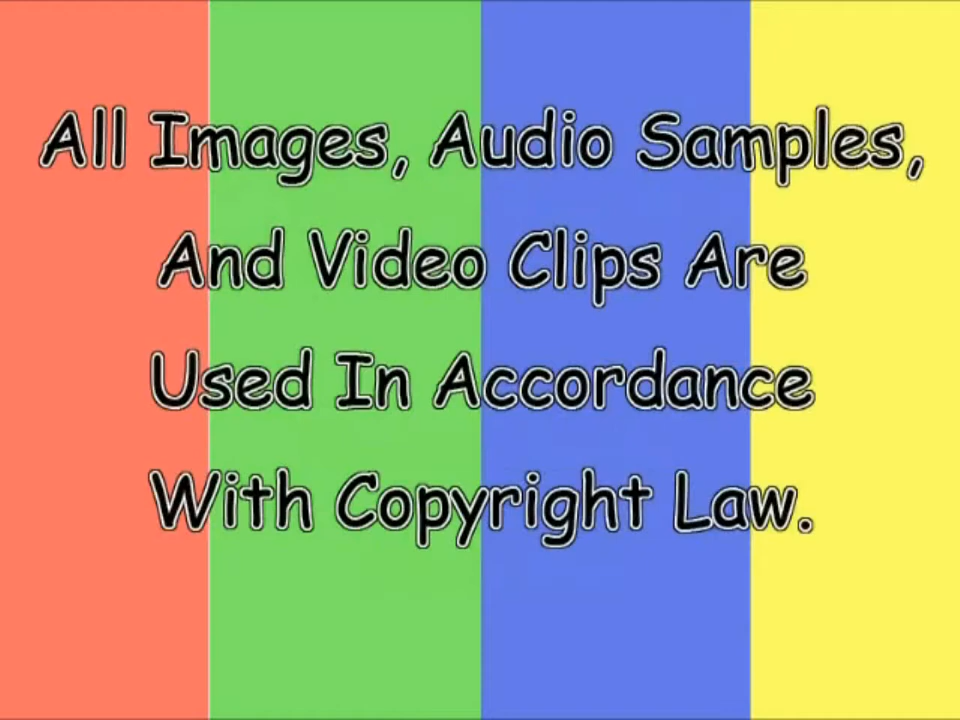 All Images, Audio Samples,
And Video Clips Are
Used In Accordance
With Copyright Law.